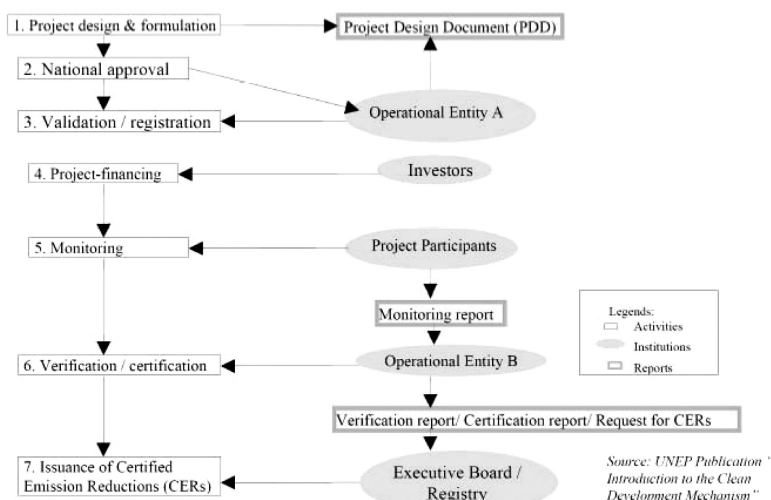 1. Project design & formulation
Project Design Document (PDD)
2. National approval
Operational Entity A
3. Validation / registration
4. Project-financing
Investors
5. Monitoring
Project Participants
Monitoring report
Legends:
Activities
Institutions
Reports
6. Verification / certification
Operational Entity B
Verification report/ Certification report/ Request for CERs
7. Issuance of Certified
Emission Reductions (CERs)
Executive Board /
Registry
Source: UNEP Publication "
Introduction to the Clean
Development Mechanism"